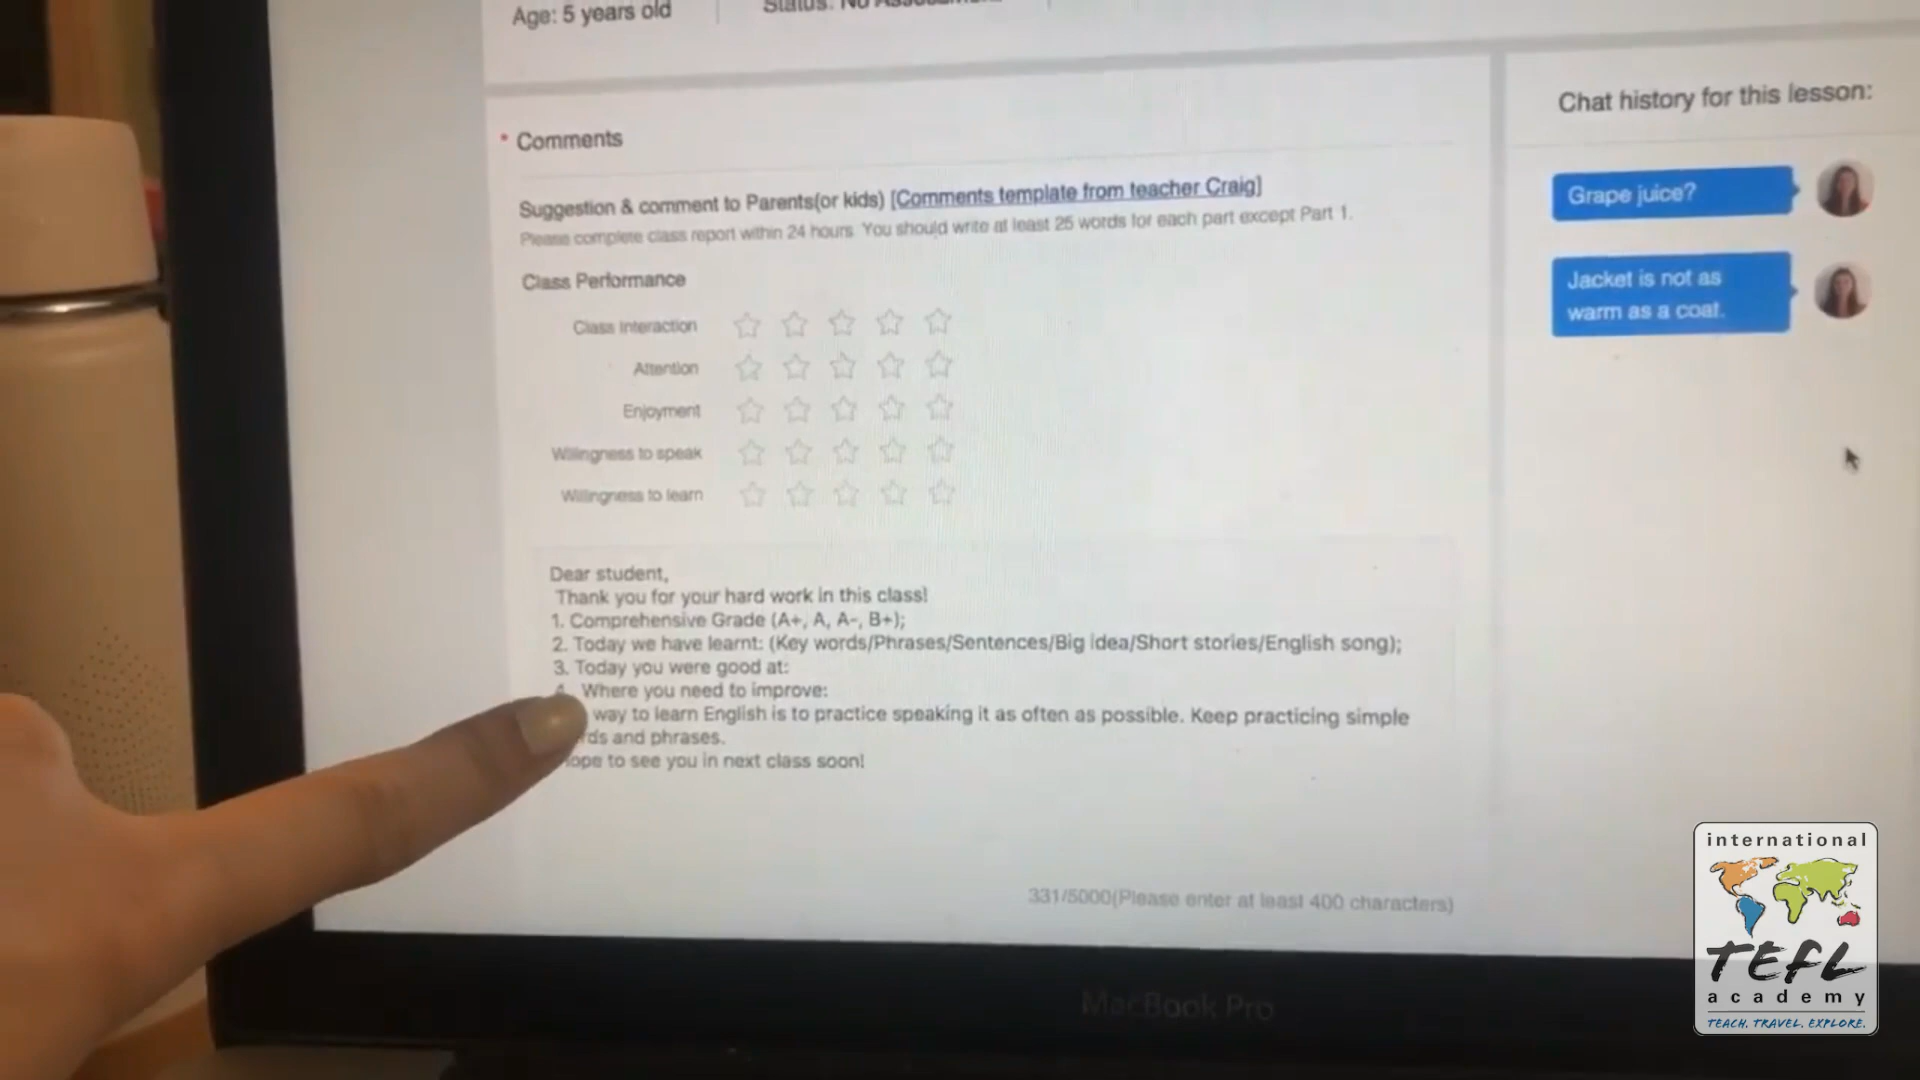 Age: 5 years old
Status: No
Chat history for this lesson:
* Comments
Grape juice?
Suggestion & comment to Parents(or kids) [Comments template from teacher Craig]
Please complete class report within 24 hours. You should write at least 25 words for each part except Part 1.
Jacket is not as
warm as a coat.
Class Performance
Class Interaction
Attention
Enjoyment
Willingness to speak
Willingness to learn
Dear student,
Thank you for your hard work in this class!
1. Comprehensive Grade (A+, A, A-, B+);
2. Today we have learnt: (Key words/Phrases/Sentences/Big idea/Short stories/English song);
3. Today you were good at:
4. Where you need to improve:
way to learn English is to practice speaking it as often as possible. Keep practicing simple
and phrases.
to see you in next class soon!
331/5000(Please enter at least 400 characters)
MacBook Pro
international
TEFL
academy
TEACH. TRAVEL. EXPLORE.